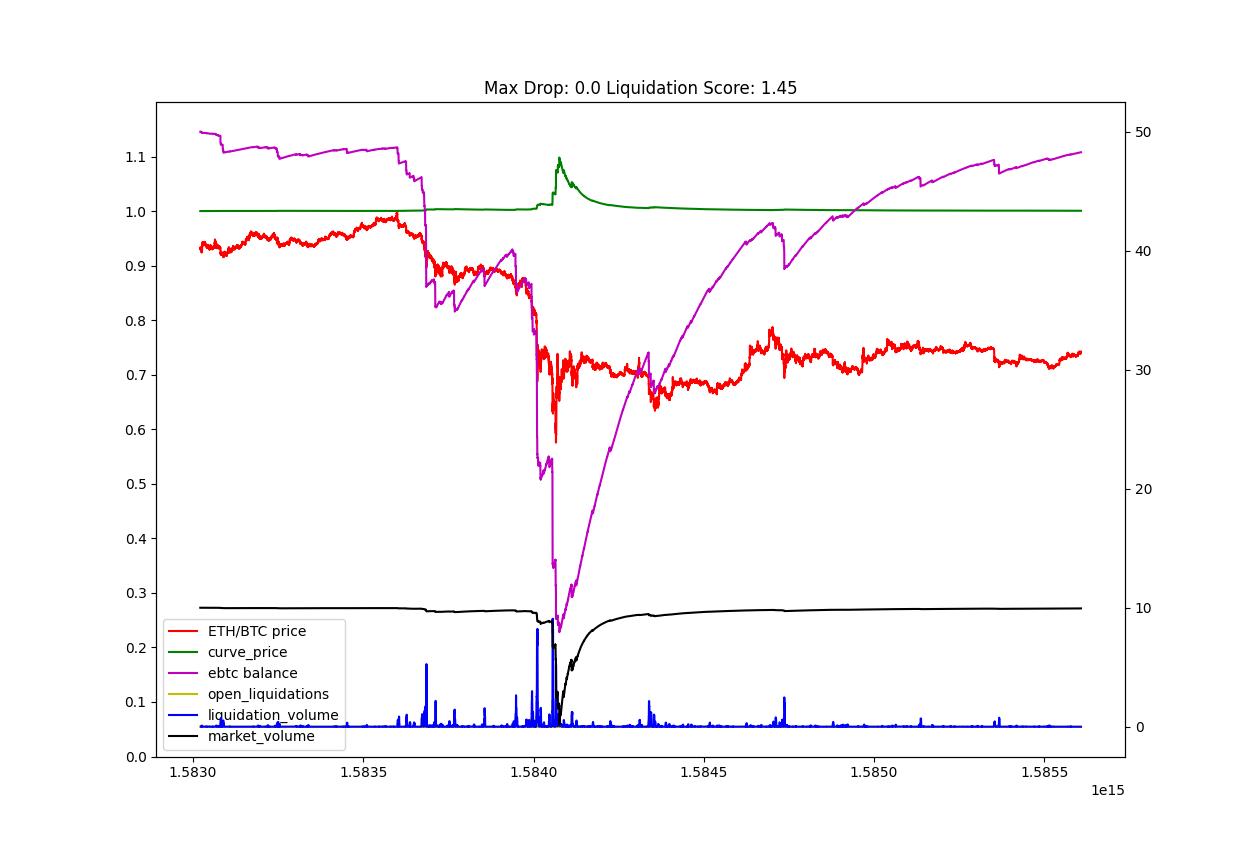 Max Drop: 0.0 Liquidation Score: 1.45
1.1
1.0
0.9
0.8
0.7
0.6
0.5
0.4
0.3
0.2
0.1
0.0
50
40
30
20
10
0
ETH/BTC price
curve_price
ebtc balance
open_liquidations
liquidation_volume
market_volume
1.5830 1.5835 1.5840 1.5845 1.5850 1.5855
1e15